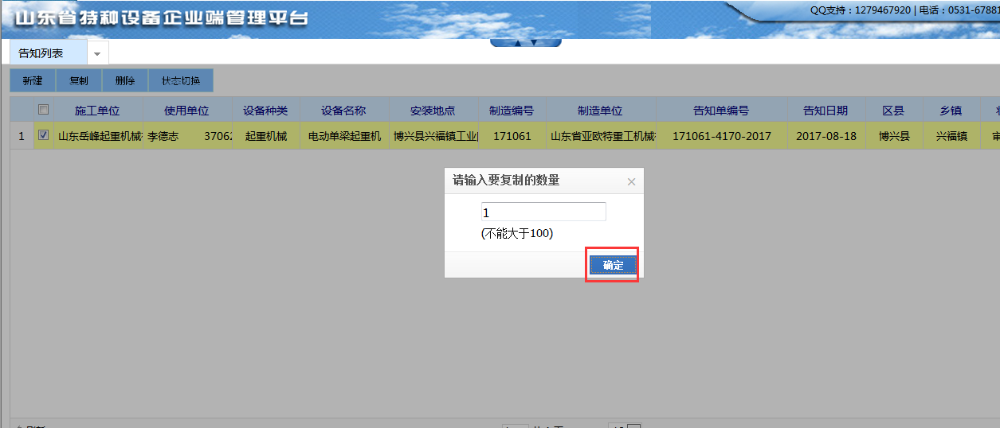 山东省特种设备企业端管理平台
QQ支持：1279467920 | 电话：0531-67881
告知列表
新建 复制 删除 状态切换
施工单位 使用单位 设备种类 设备名称 安装地点 制造编号 制造单位 告知单编号 告知日期 区县 乡镇
1 山东岳峰起重机械 李德志 37062 起重机械 电动单梁起重机 博兴县兴福镇工业 171061 山东省亚欧特重工机械 171061-4170-2017 2017-08-18 博兴县 兴福镇 审
请输入要复制的数量
1
(不能大于100)
确定